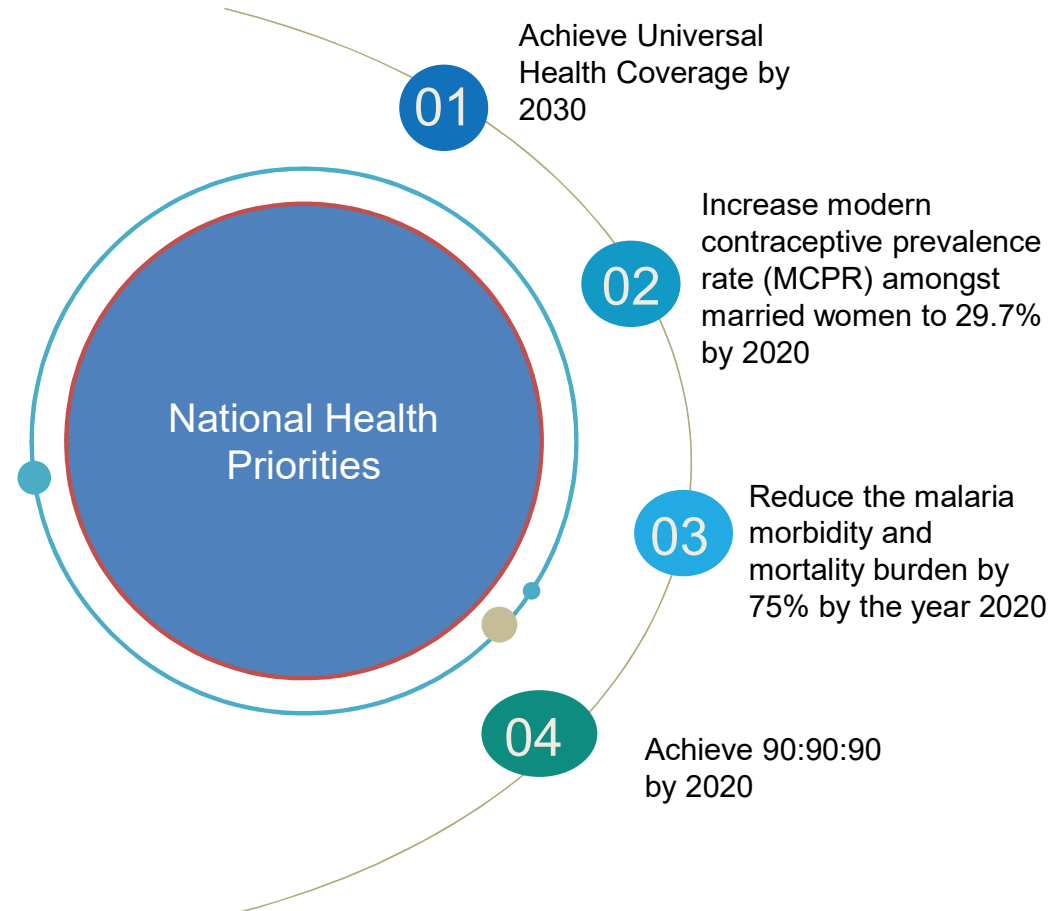 National Health
Priorities
01
Achieve Universal
Health Coverage by
2030
02
Increase modern
contraceptive prevalence
rate (MCPR) amongst
married women to 29.7%
by 2020
03
Reduce the malaria
morbidity and
mortality burden by
75% by the year 2020
04
Achieve 90:90:90
by 2020